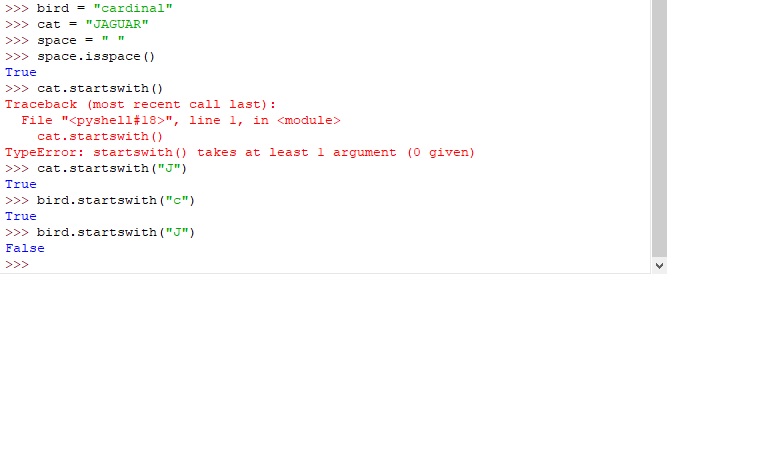 >>> bird = "cardinal"
>>> cat = "JAGUAR"
>>> space = " "
>>> space.isspace()
True
>>> cat.startswith()
Traceback (most recent call last):
  File "<pyshell#18>", line 1, in <module>
    cat.startswith()
TypeError: startswith() takes at least 1 argument (0 given)
>>> cat.startswith("J")
True
>>> bird.startswith("c")
True
>>> bird.startswith("J")
False
>>>